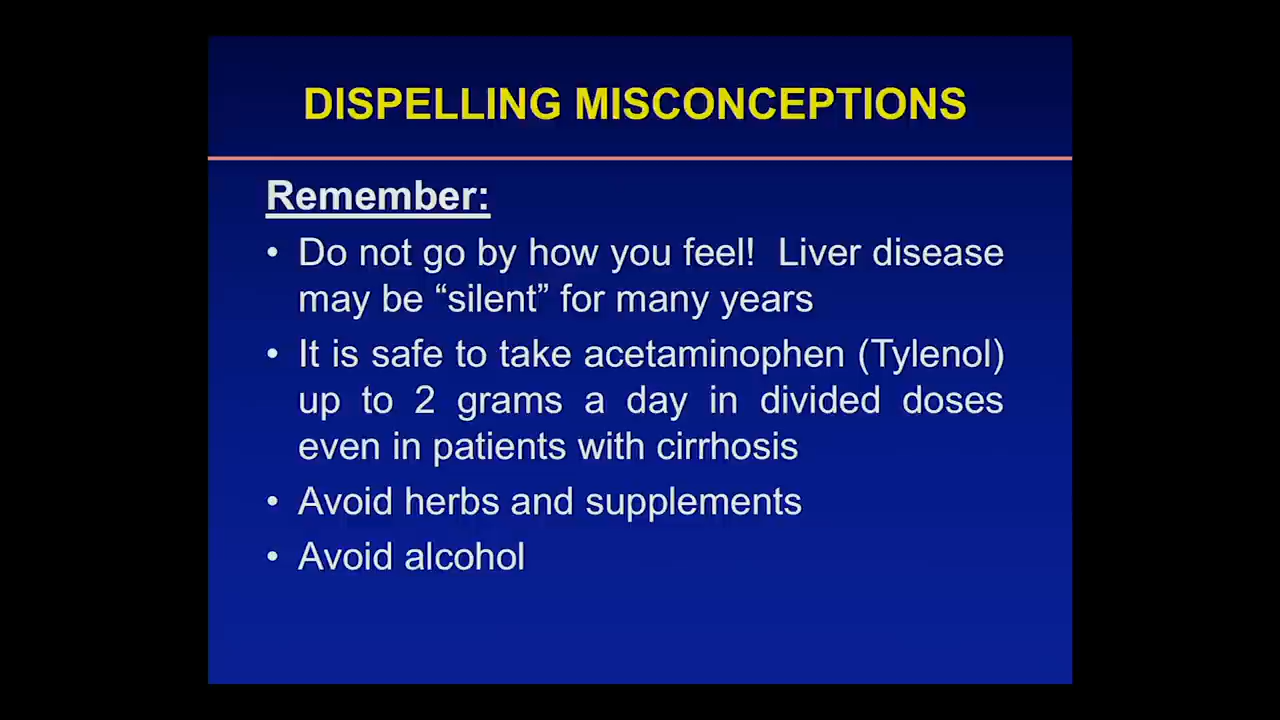 DISPELLING MISCONCEPTIONS
Remember:
• Do not go by how you feel!  Liver disease
may be “silent” for many years
• It is safe to take acetaminophen (Tylenol)
up to 2 grams a day in divided doses
even in patients with cirrhosis
• Avoid herbs and supplements
• Avoid alcohol